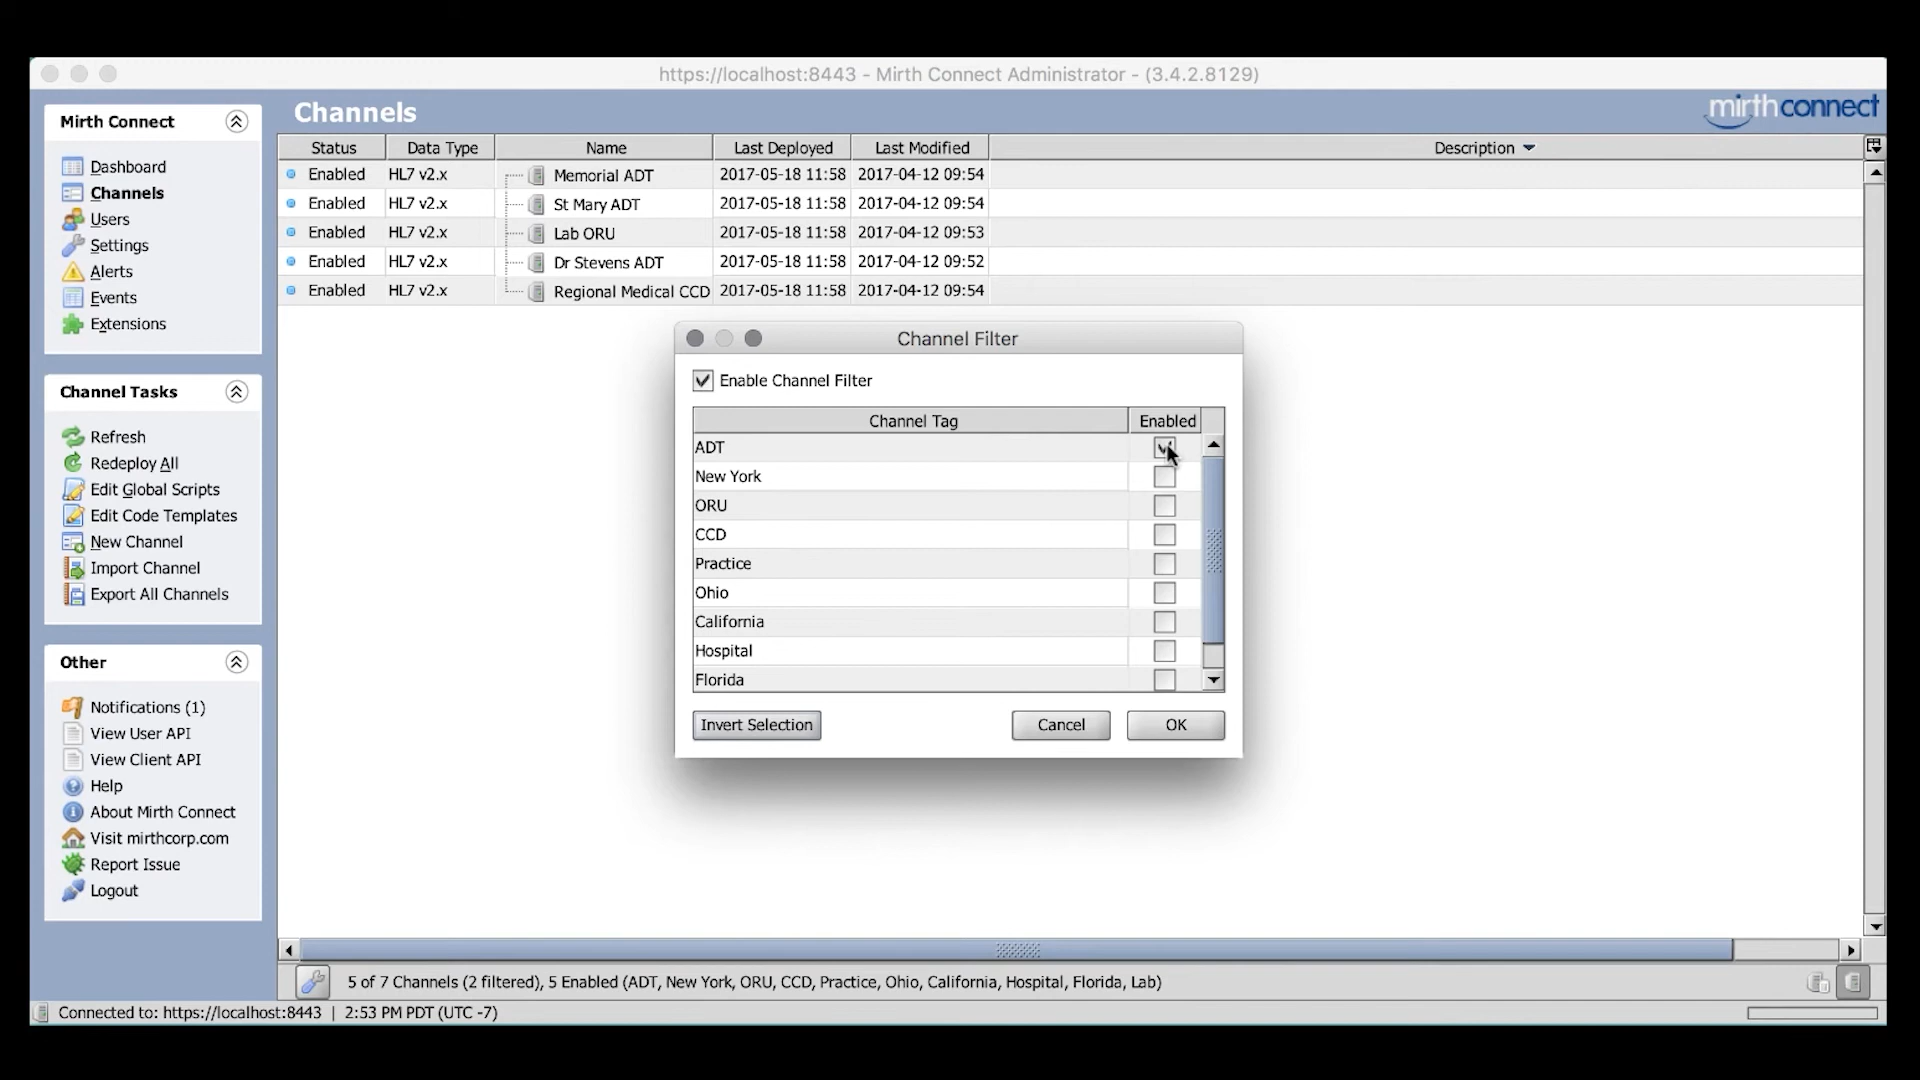 https://localhost:8443 - Mirth Connect Administrator - (3.4.2.8129)
Mirth Connect
Dashboard
Channels
Users
Settings
Alerts
Events
Extensions
Channel Tasks
Refresh
Redeploy All
Edit Global Scripts
Edit Code Templates
New Channel
Import Channel
Export All Channels
Other
Notifications (1)
View User API
View Client API
Help
About Mirth Connect
Visit mirthcorp.com
Report Issue
Logout
Channels
mirthconnect
Status Data Type Name Last Deployed Last Modified Description
Enabled HL7 v2.x Memorial ADT 2017-05-18 11:58 2017-04-12 09:54
Enabled HL7 v2.x St Mary ADT 2017-05-18 11:58 2017-04-12 09:54
Enabled HL7 v2.x Lab ORU 2017-05-18 11:58 2017-04-12 09:53
Enabled HL7 v2.x Dr Stevens ADT 2017-05-18 11:58 2017-04-12 09:52
Enabled HL7 v2.x Regional Medical CCD 2017-05-18 11:58 2017-04-12 09:54
Channel Filter
Enable Channel Filter
Channel Tag Enabled
ADT
New York
ORU
CCD
Practice
Ohio
California
Hospital
Florida
Invert Selection Cancel OK
5 of 7 Channels (2 filtered), 5 Enabled (ADT, New York, ORU, CCD, Practice, Ohio, California, Hospital, Florida, Lab)
Connected to: https://localhost:8443 | 2:53 PM PDT (UTC -7)